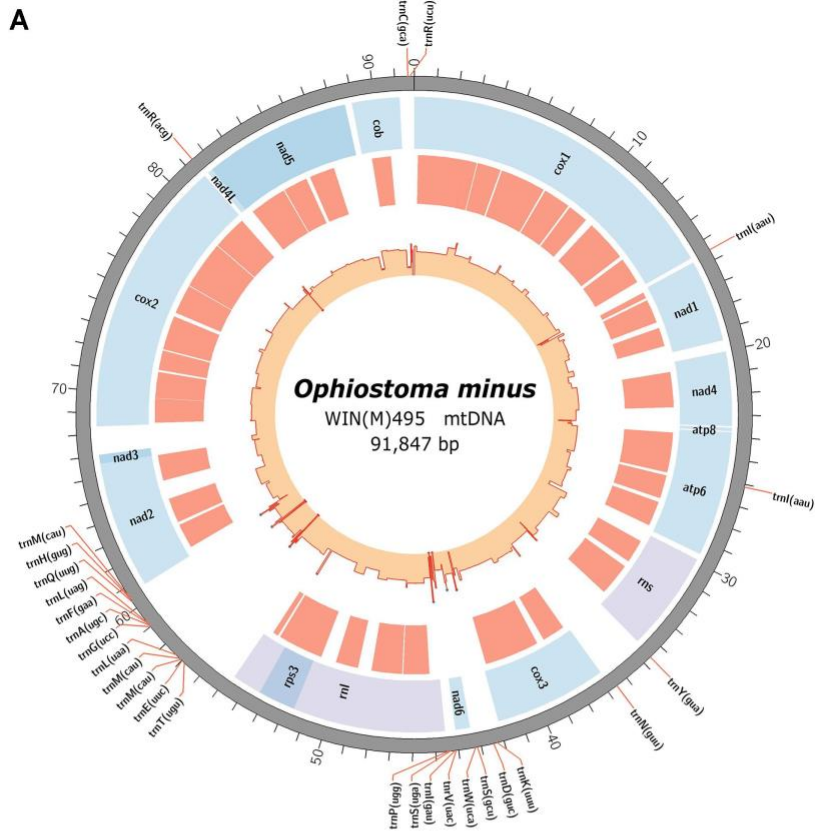 A
trnC(gca)
trnR(ucu)
0
10
trnI(aau)
20
trnI(aau)
30
trnY(gua)
trnN(guu)
40
trnK(uuu)
trnD(guc)
trnS(gcu)
trnW(uca)
tnrV(uac)
trnI(gau)
trnS(uga)
trnP(ugg)
50
trnT(ugu)
trnE(uuc)
trnM(cau)
trnM(cau)
trnL(uaa)
trnG(ucc)
trnA(ugc)
trnF(gaa)
trnL(uag)
trnQ(uug)
trnH(gug)
trnM(cau)
60
70
80
trnR(acg)
90
cox1
nad1
nad4
atp8
atp6
rns
cox3
nad6
rnl
rps3
nad2
nad3
cox2
nad4L
nad5
cob
Ophiostoma minus
WIN(M)495 mtDNA
91,847 bp